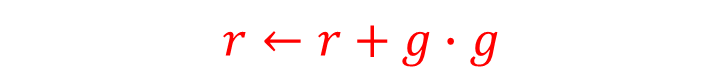 r ← r + g · g